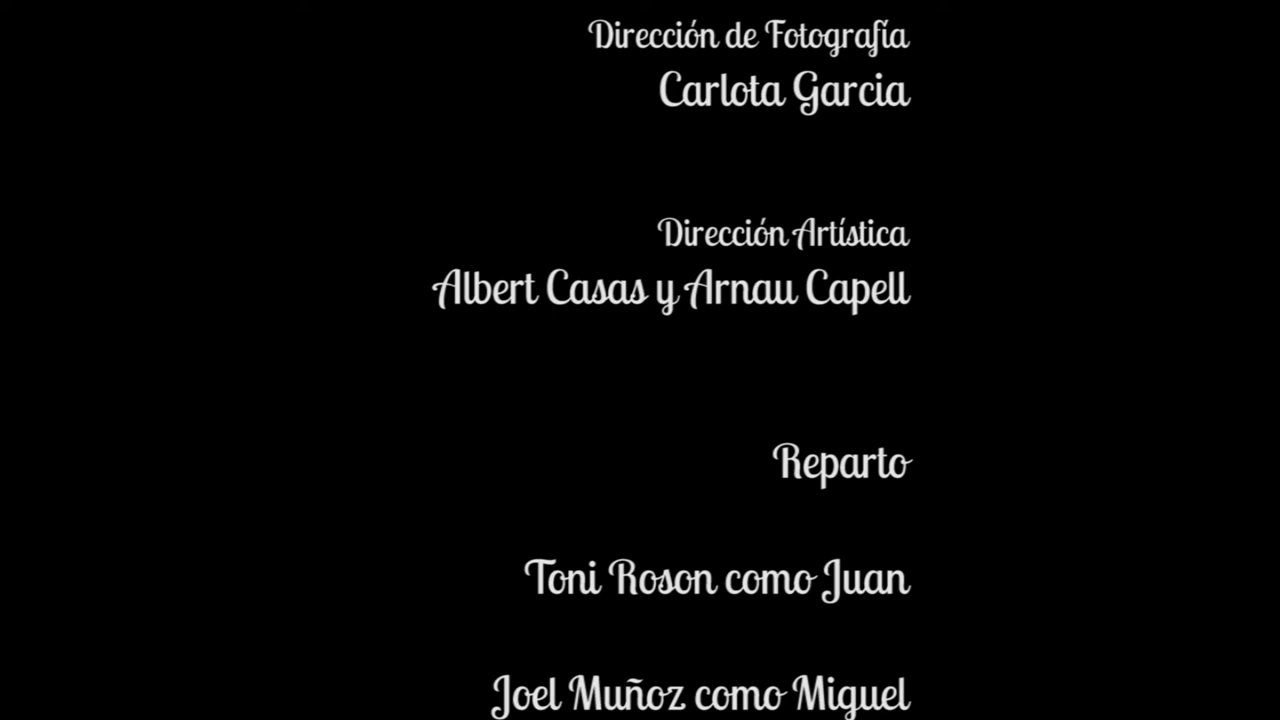 Dirección de Fotografía
Carlota Garcia
Dirección Artística
Albert Casas y Arnau Capell
Reparto
Toni Roson como Juan
Joel Muñoz como Miguel